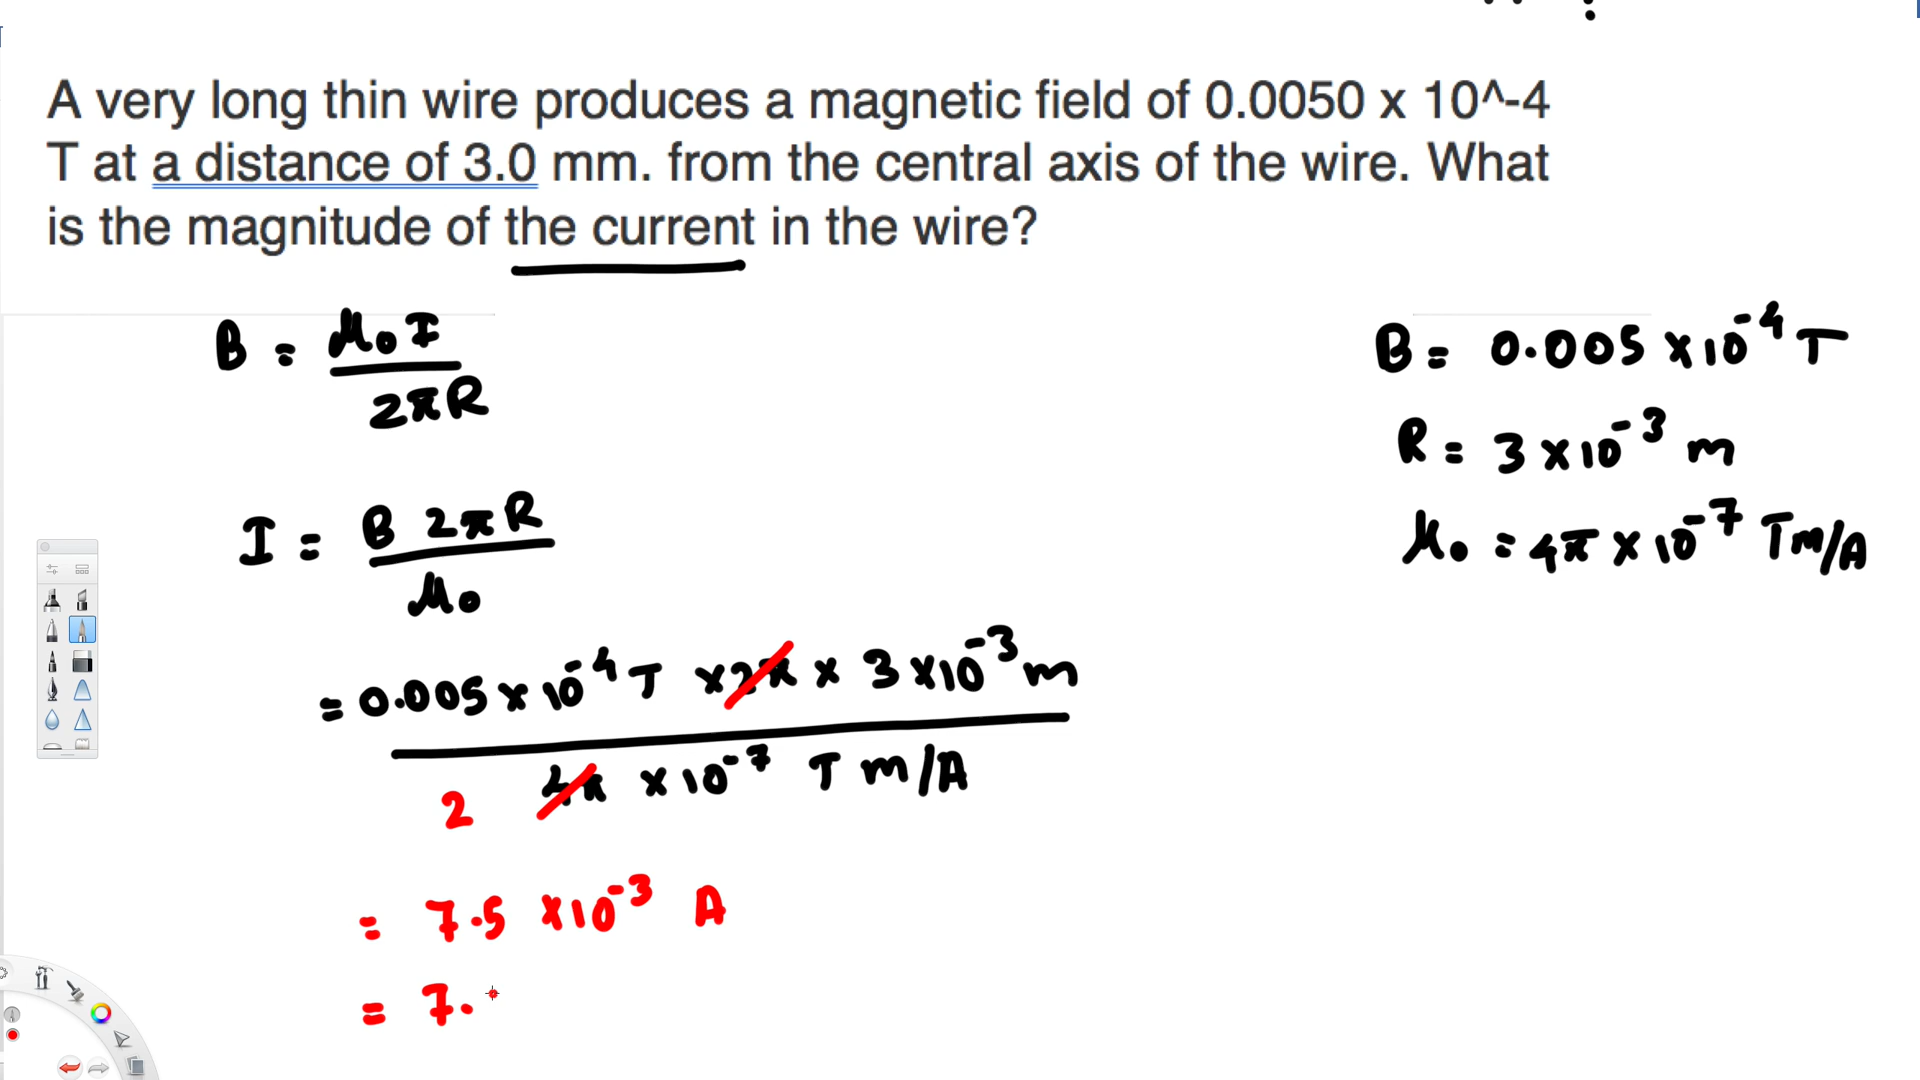 A very long thin wire produces a magnetic field of 0.0050 x 10^-4
T at a distance of 3.0 mm. from the central axis of the wire. What
is the magnitude of the current in the wire?
B = μ₀I / 2πR
I = B 2πR / μ₀
= 0.005 × 10⁻⁴ T × 2π × 3 × 10⁻³ m
4π × 10⁻⁷ T m/A
2
= 7.5 × 10⁻³ A
= 7.
B = 0.005 × 10⁻⁴ T
R = 3 × 10⁻³ m
μ₀ = 4π × 10⁻⁷ Tm/A